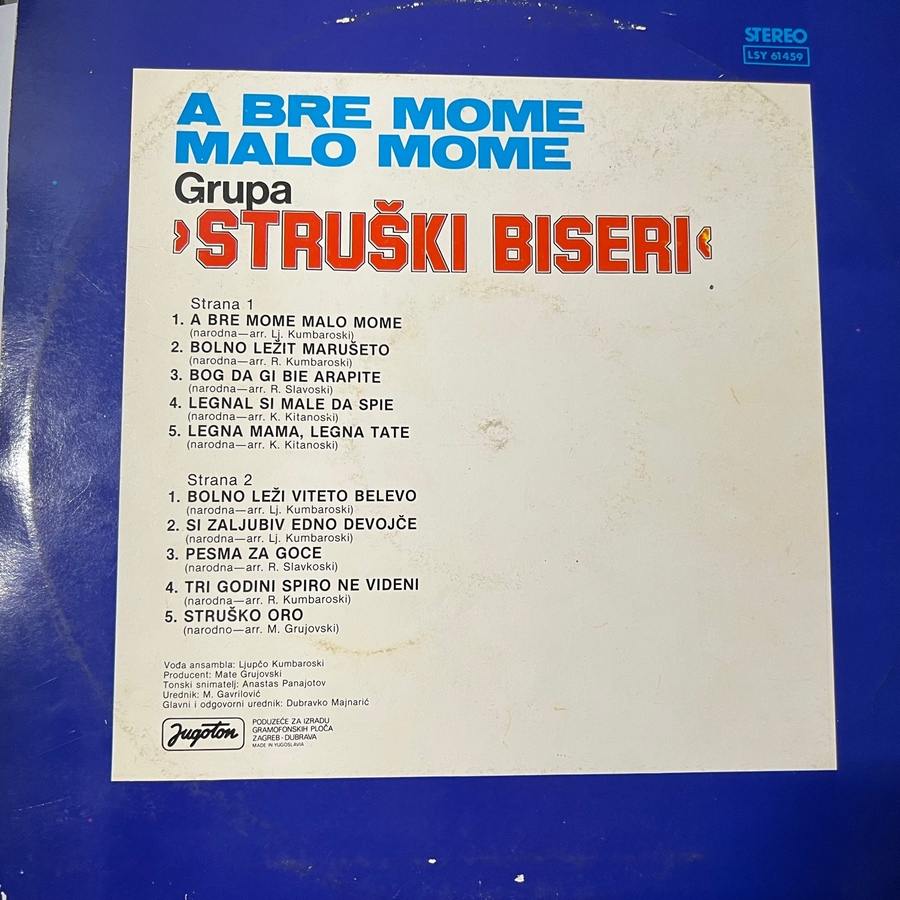 STEREO
LSY 61459
A BRE MOME
MALO MOME
Grupa
›STRUŠKI BISERI‹
Strana 1
1. A BRE MOME MALO MOME
(narodna—arr. Lj. Kumbaroski)
2. BOLNO LEŽIT MARUŠETO
(narodna—arr. R. Kumbaroski)
3. BOG DA GI BIE ARAPITE
(narodna—arr. R. Slavoski)
4. LEGNAL SI MALE DA SPIE
(narodna—arr. K. Kitanoski)
5. LEGNA MAMA, LEGNA TATE
(narodna—arr. K. Kitanoski)
Strana 2
1. BOLNO LEŽI VITETO BELEVO
(narodna—arr. Lj. Kumbaroski)
2. SI ZALJUBIV EDNO DEVOJČE
(narodna—arr. Lj. Kumbaroski)
3. PESMA ZA GOCE
(narodna—arr. R. Slavkoski)
4. TRI GODINI SPIRO NE VIDENI
(narodna—arr. R. Kumbaroski)
5. STRUŠKO ORO
(narodno—arr. M. Grujovski)
Vođa ansambla: Ljupčo Kumbaroski
Producent: Mate Grujovski
Tonski snimatelj: Anastas Panajotov
Urednik: M. Gavrilović
Glavni i odgovorni urednik: Dubravko Majnarić
Jugoton
PODUZEĆE ZA IZRADU
GRAMOFONSKIH PLOČA
ZAGREB - DUBRAVA
MADE IN YUGOSLAVIA